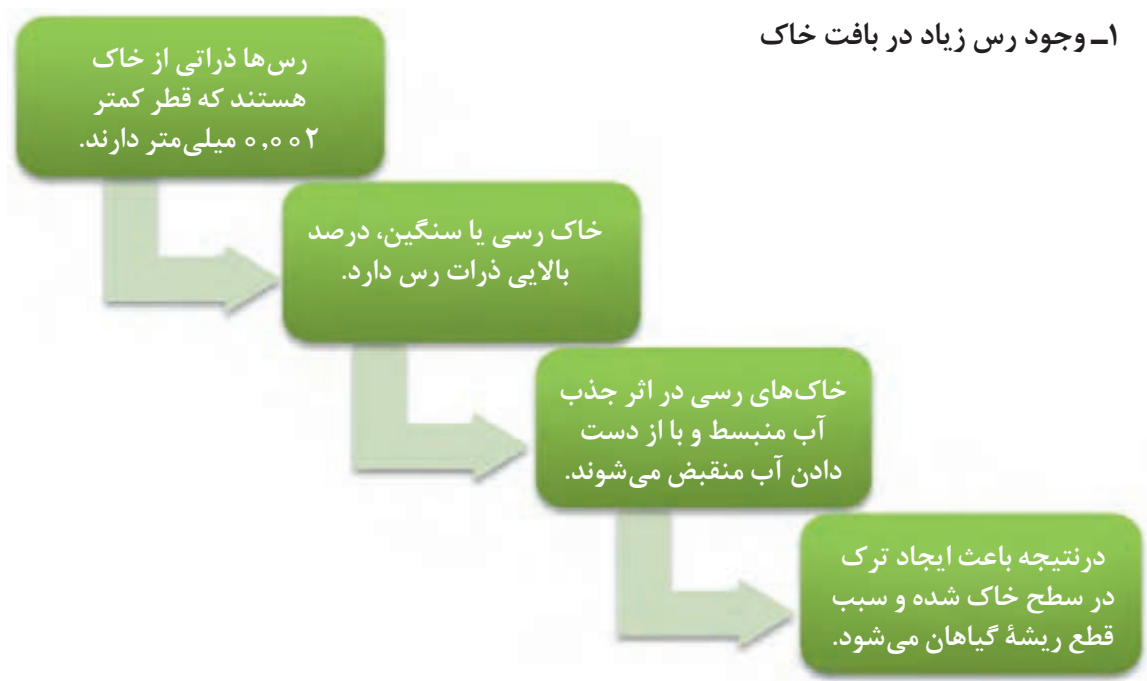 ۱ـ وجود رس زیاد در بافت خاک
رس‌ها ذراتی از خاک
هستند که قطر کمتر
۰,۰۰۲ میلی‌متر دارند.
خاک رسی یا سنگین، درصد
بالایی ذرات رس دارد.
خاک‌های رسی در اثر جذب
آب منبسط و با از دست
دادن آب منقبض می‌شوند.
درنتیجه باعث ایجاد ترک
در سطح خاک شده و سبب
قطع ریشهٔ گیاهان می‌شود.